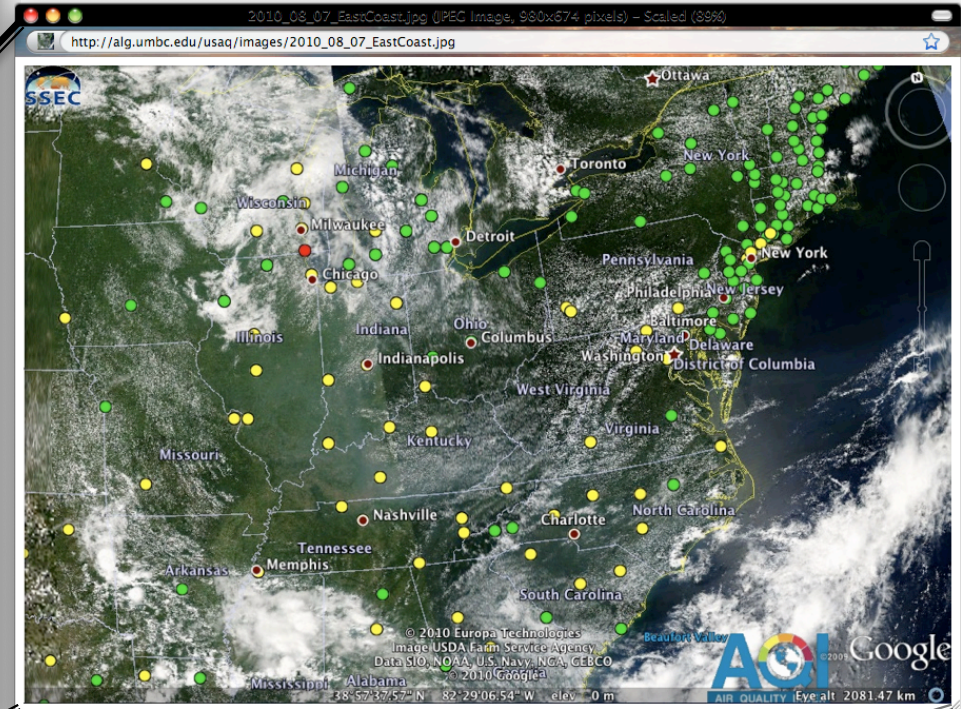 2010_08_07_EastCoast.jpg (JPEG Image, 980x674 pixels) – Scaled (89%)
http://alg.umbc.edu/usaq/images/2010_08_07_EastCoast.jpg
SSEC
Ottawa
N
Toronto
New York
Michigan
Wisconsin
Milwaukee
Detroit
New York
Pennsylvania
Chicago
Philadelphia
New Jersey
Baltimore
Illinois
Indiana
Ohio
Columbus
Maryland
Delaware
Indianapolis
Washington
District of Columbia
West Virginia
Virginia
Kentucky
Missouri
North Carolina
Nashville
Charlotte
Tennessee
Arkansas
Memphis
South Carolina
© 2010 Europa Technologies
Image USDA Farm Service Agency
Data SIO, NOAA, U.S. Navy, NGA, GEBCO
© 2010 Google
Beaufort Valley
AQI
AIR QUALITY
©2009 Google
Mississippi
Alabama
38°57'37.57" N 82°29'06.54" W elev 0 m
Eye alt 2081.47 km